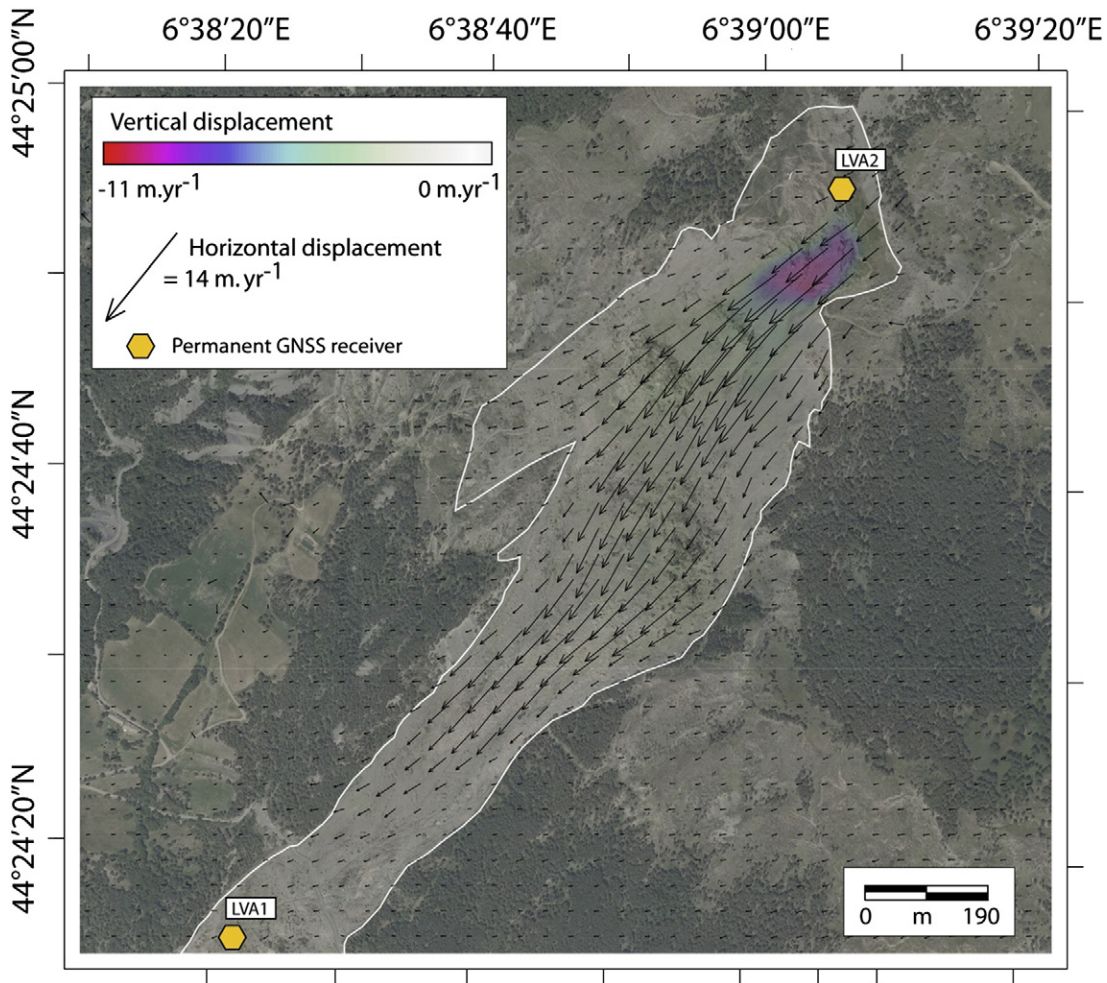 6°38’20”E 6°38’40”E 6°39’00”E 6°39’20”E
44°25’00”N
44°24’40”N
44°24’20”N
Vertical displacement
-11 m.yr-1 0 m.yr-1
Horizontal displacement
= 14 m.yr-1
Permanent GNSS receiver
LVA2
LVA1
0 m 190